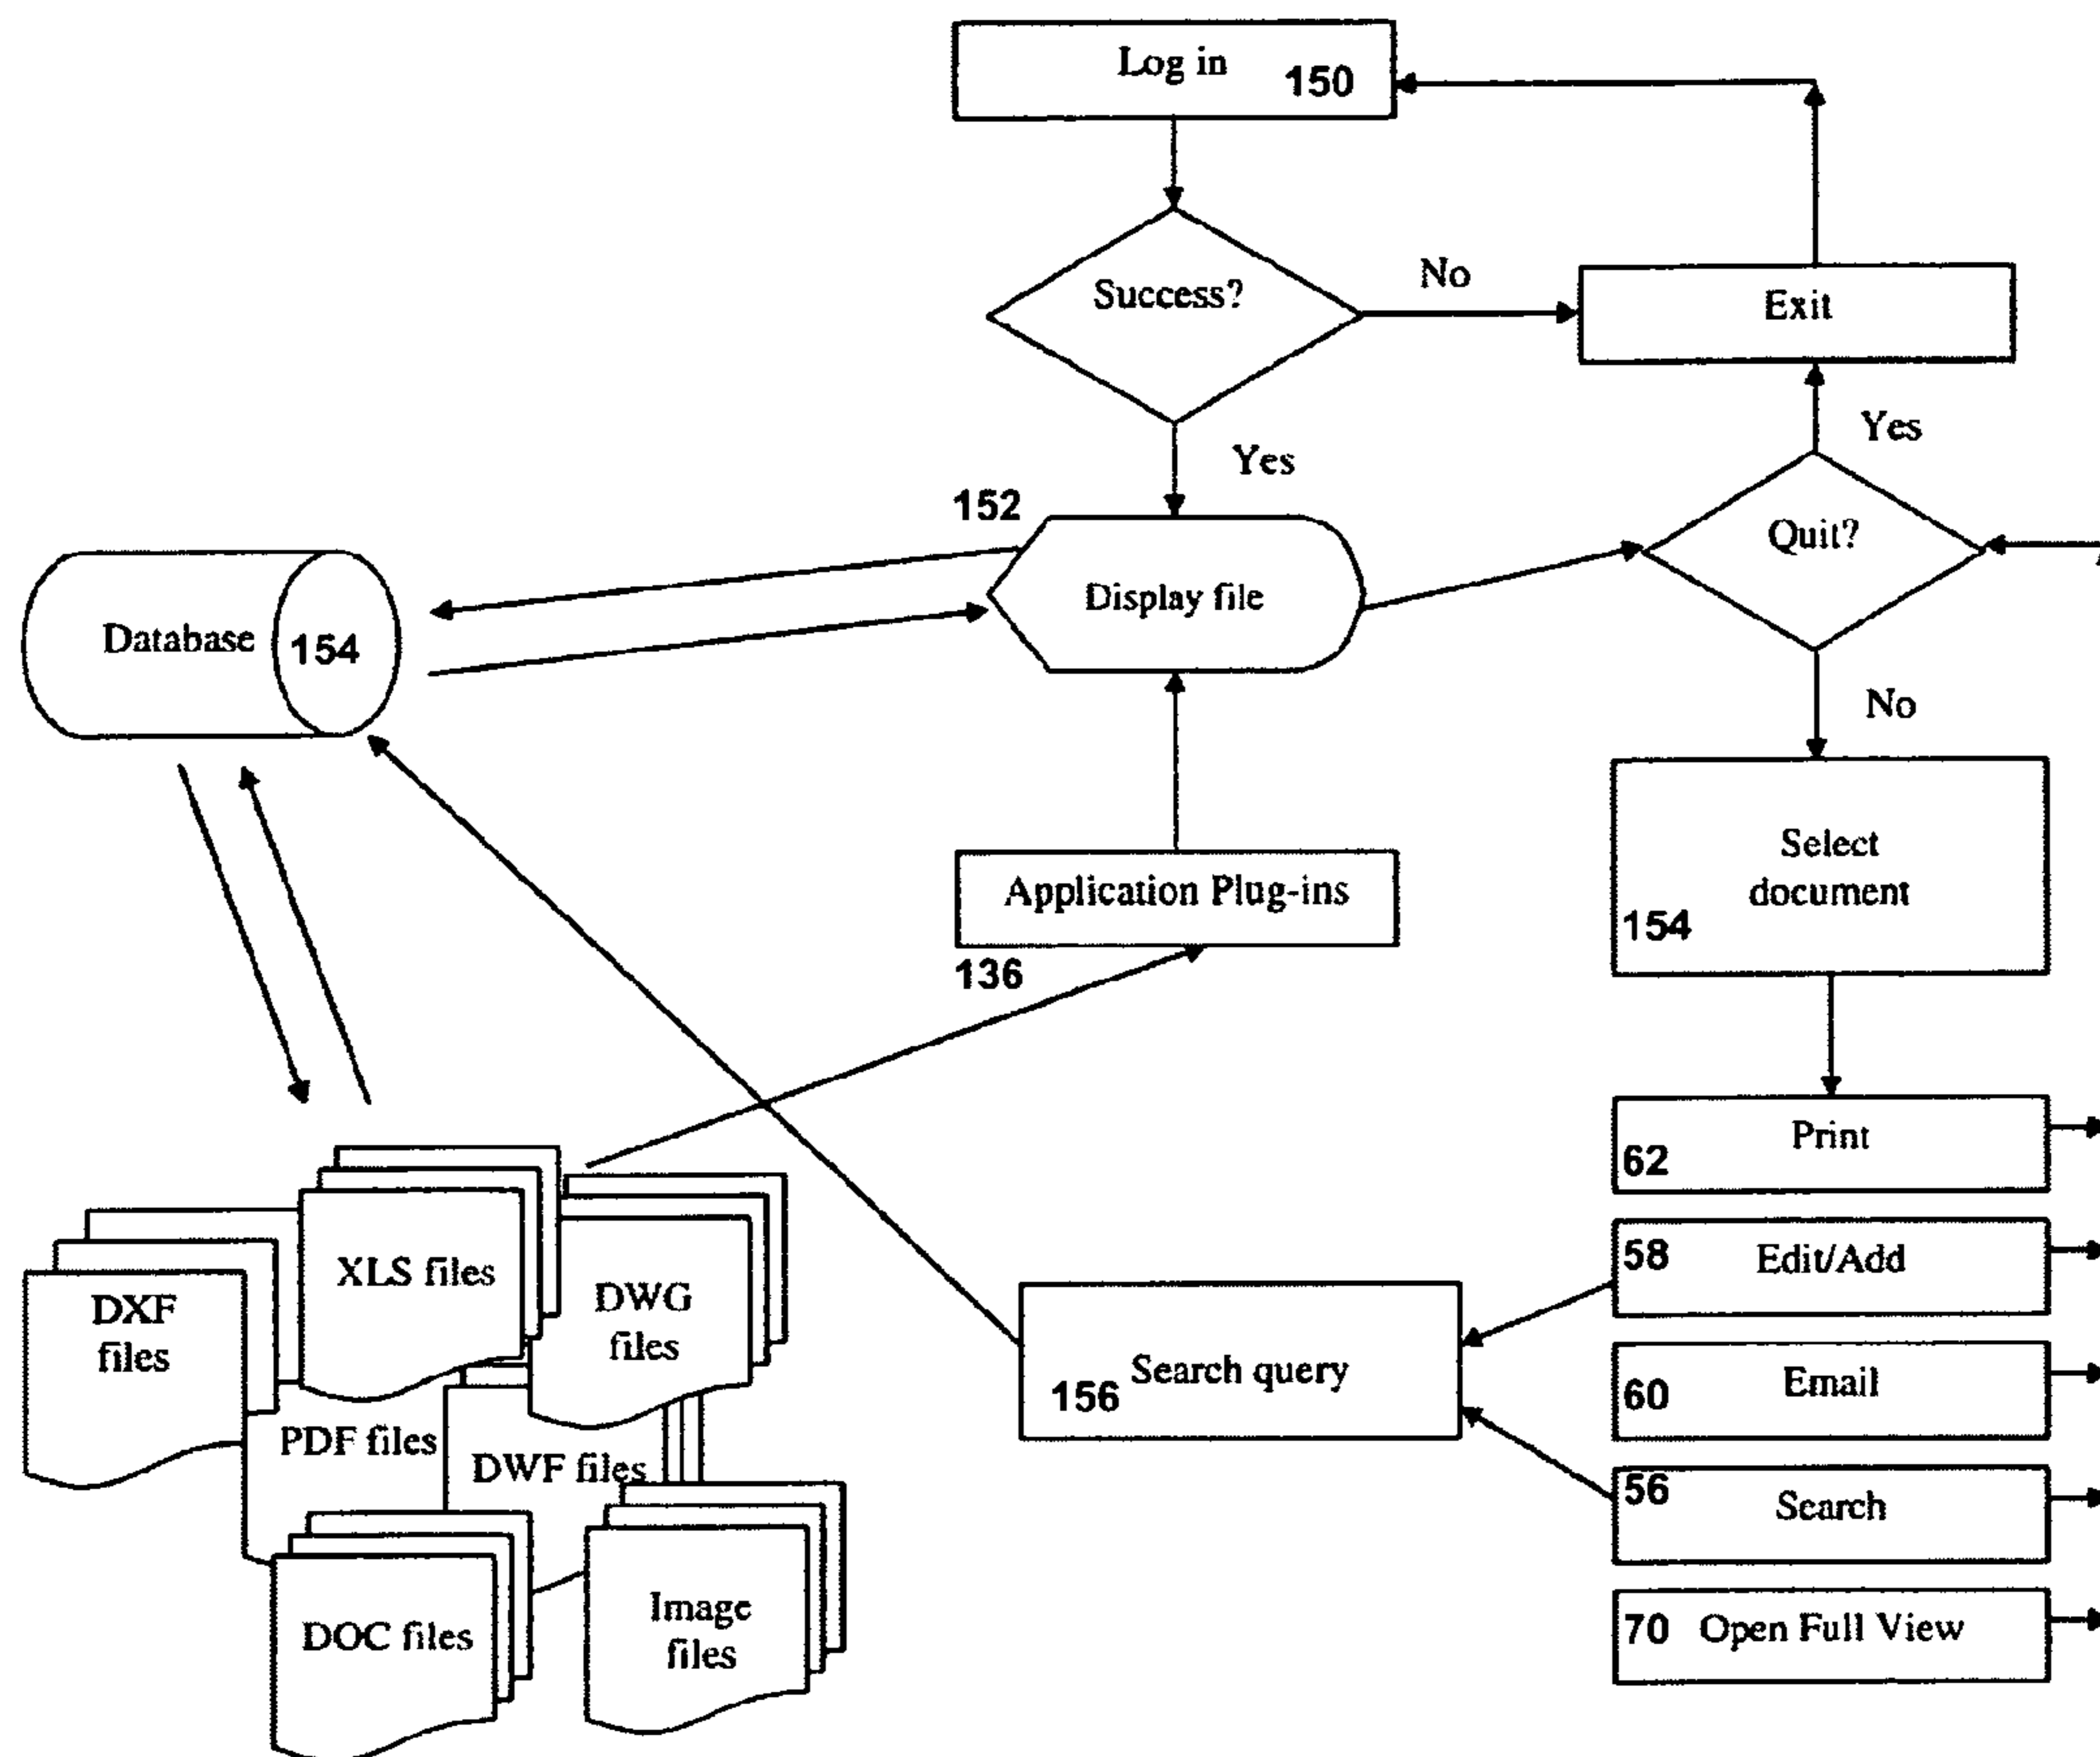 Log in
150
Success?
No
Exit
Yes
Yes
152
Quit?
Display file
Database
154
No
Select
document
154
Application Plug-ins
136
Print
62
XLS files
DXF
files
DWG
files
58
Edit/Add
Search query
156
Email
60
PDF files
DWF files
56
Search
DOC files
Image
files
70 Open Full View